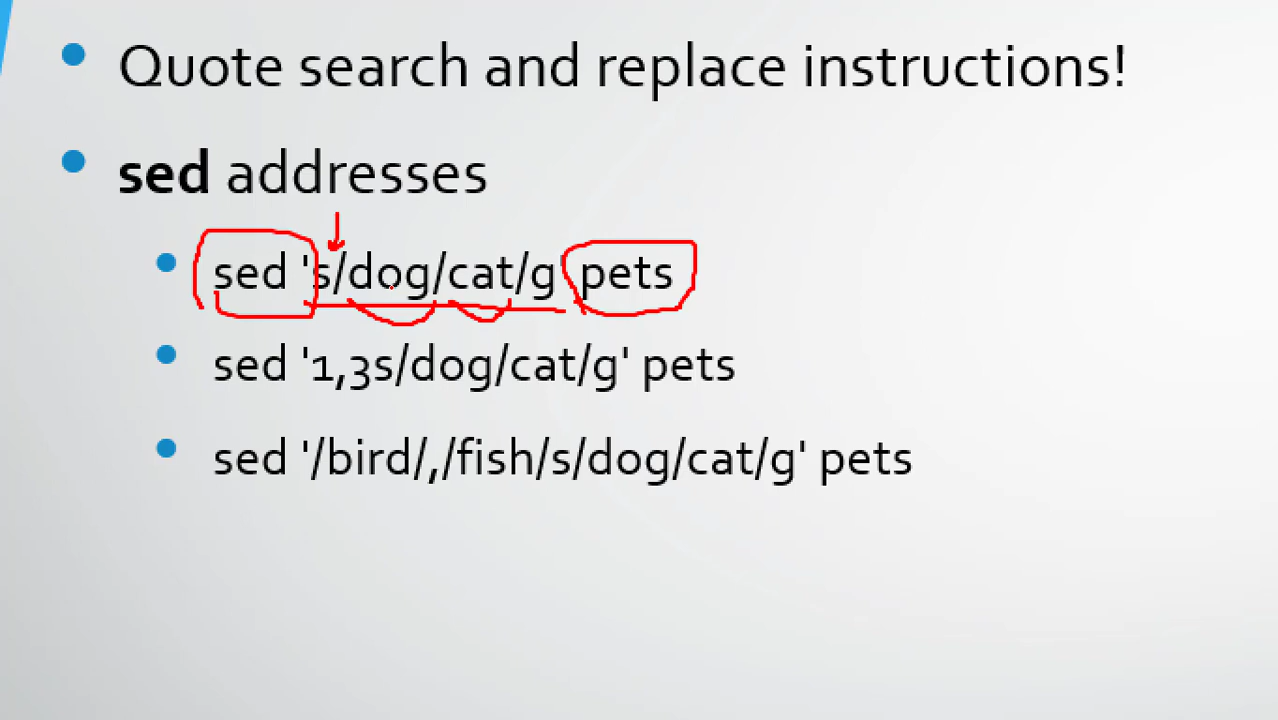 Quote search and replace instructions!
sed addresses
sed 's/dog/cat/g' pets
sed '1,3s/dog/cat/g' pets
sed '/bird/,/fish/s/dog/cat/g' pets